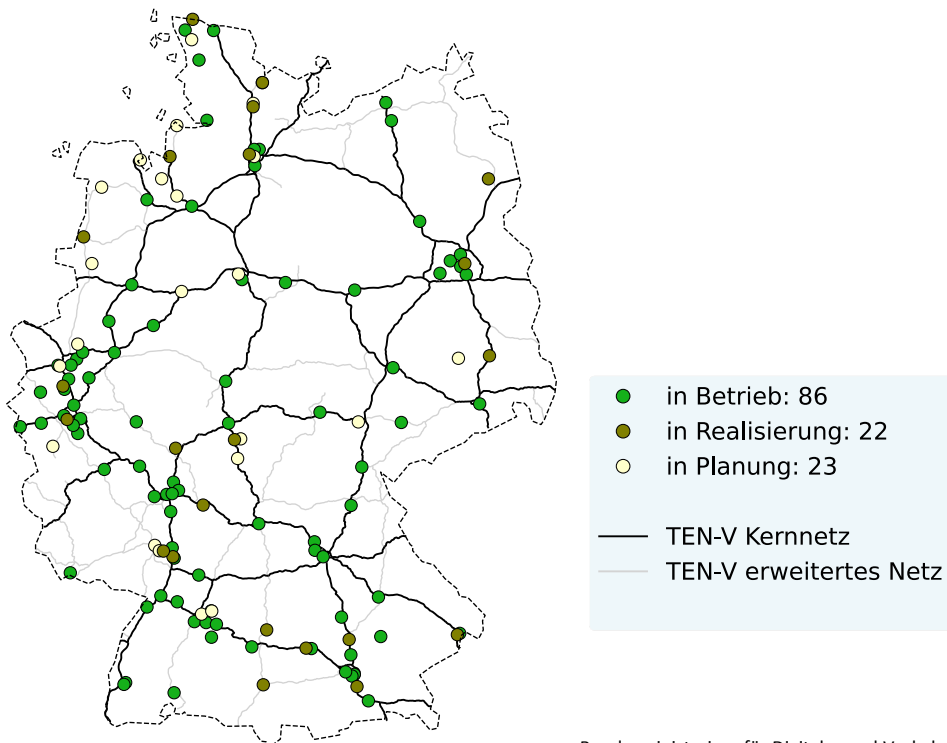 in Betrieb: 86
in Realisierung: 22
in Planung: 23
TEN-V Kernnetz
TEN-V erweitertes Netz